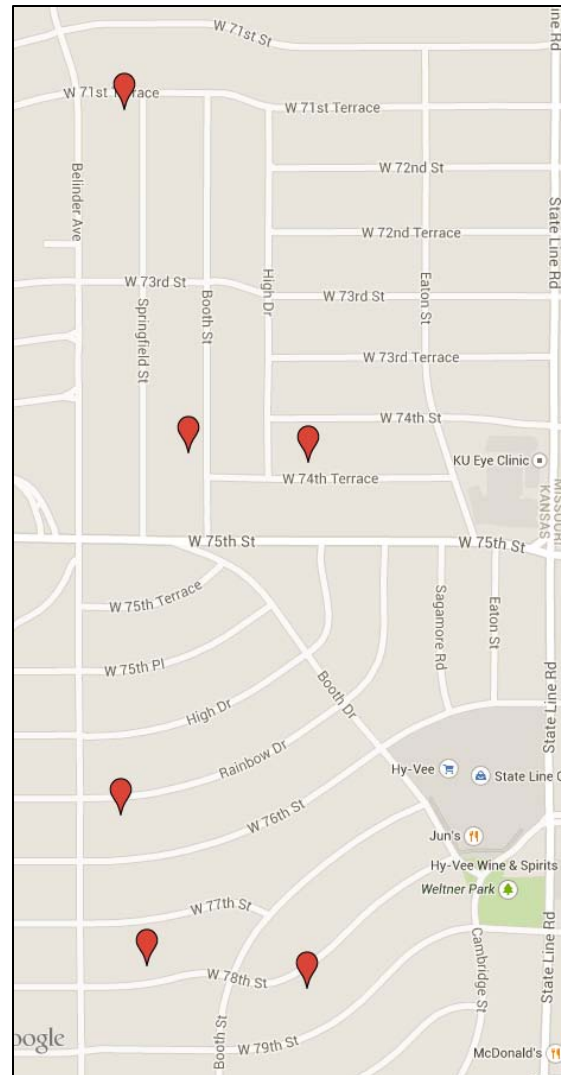 W 71st St
ine Rd
W 71st Terrace
W 71st Terrace
W 72nd St
Belinder Ave
State Line Rd
W 72nd Terrace
W 73rd St
High Dr
Eaton St
W 73rd St
Springfield St
Booth St
W 73rd Terrace
W 74th St
KU Eye Clinic
W 74th Terrace
MISSOURI
KANSAS
W 75th St
W 75th St
W 75th Terrace
Sagamore Rd
Eaton St
W 75th Pl
High Dr
Booth Dr
State Line Rd
Rainbow Dr
Hy-Vee
State Line C
W 76th St
Jun's
Hy-Vee Wine & Spirits
Weltner Park
W 77th St
W 78th St
Cambridge St
State Line Rd
Booth St
oogle
W 79th St
McDonald's